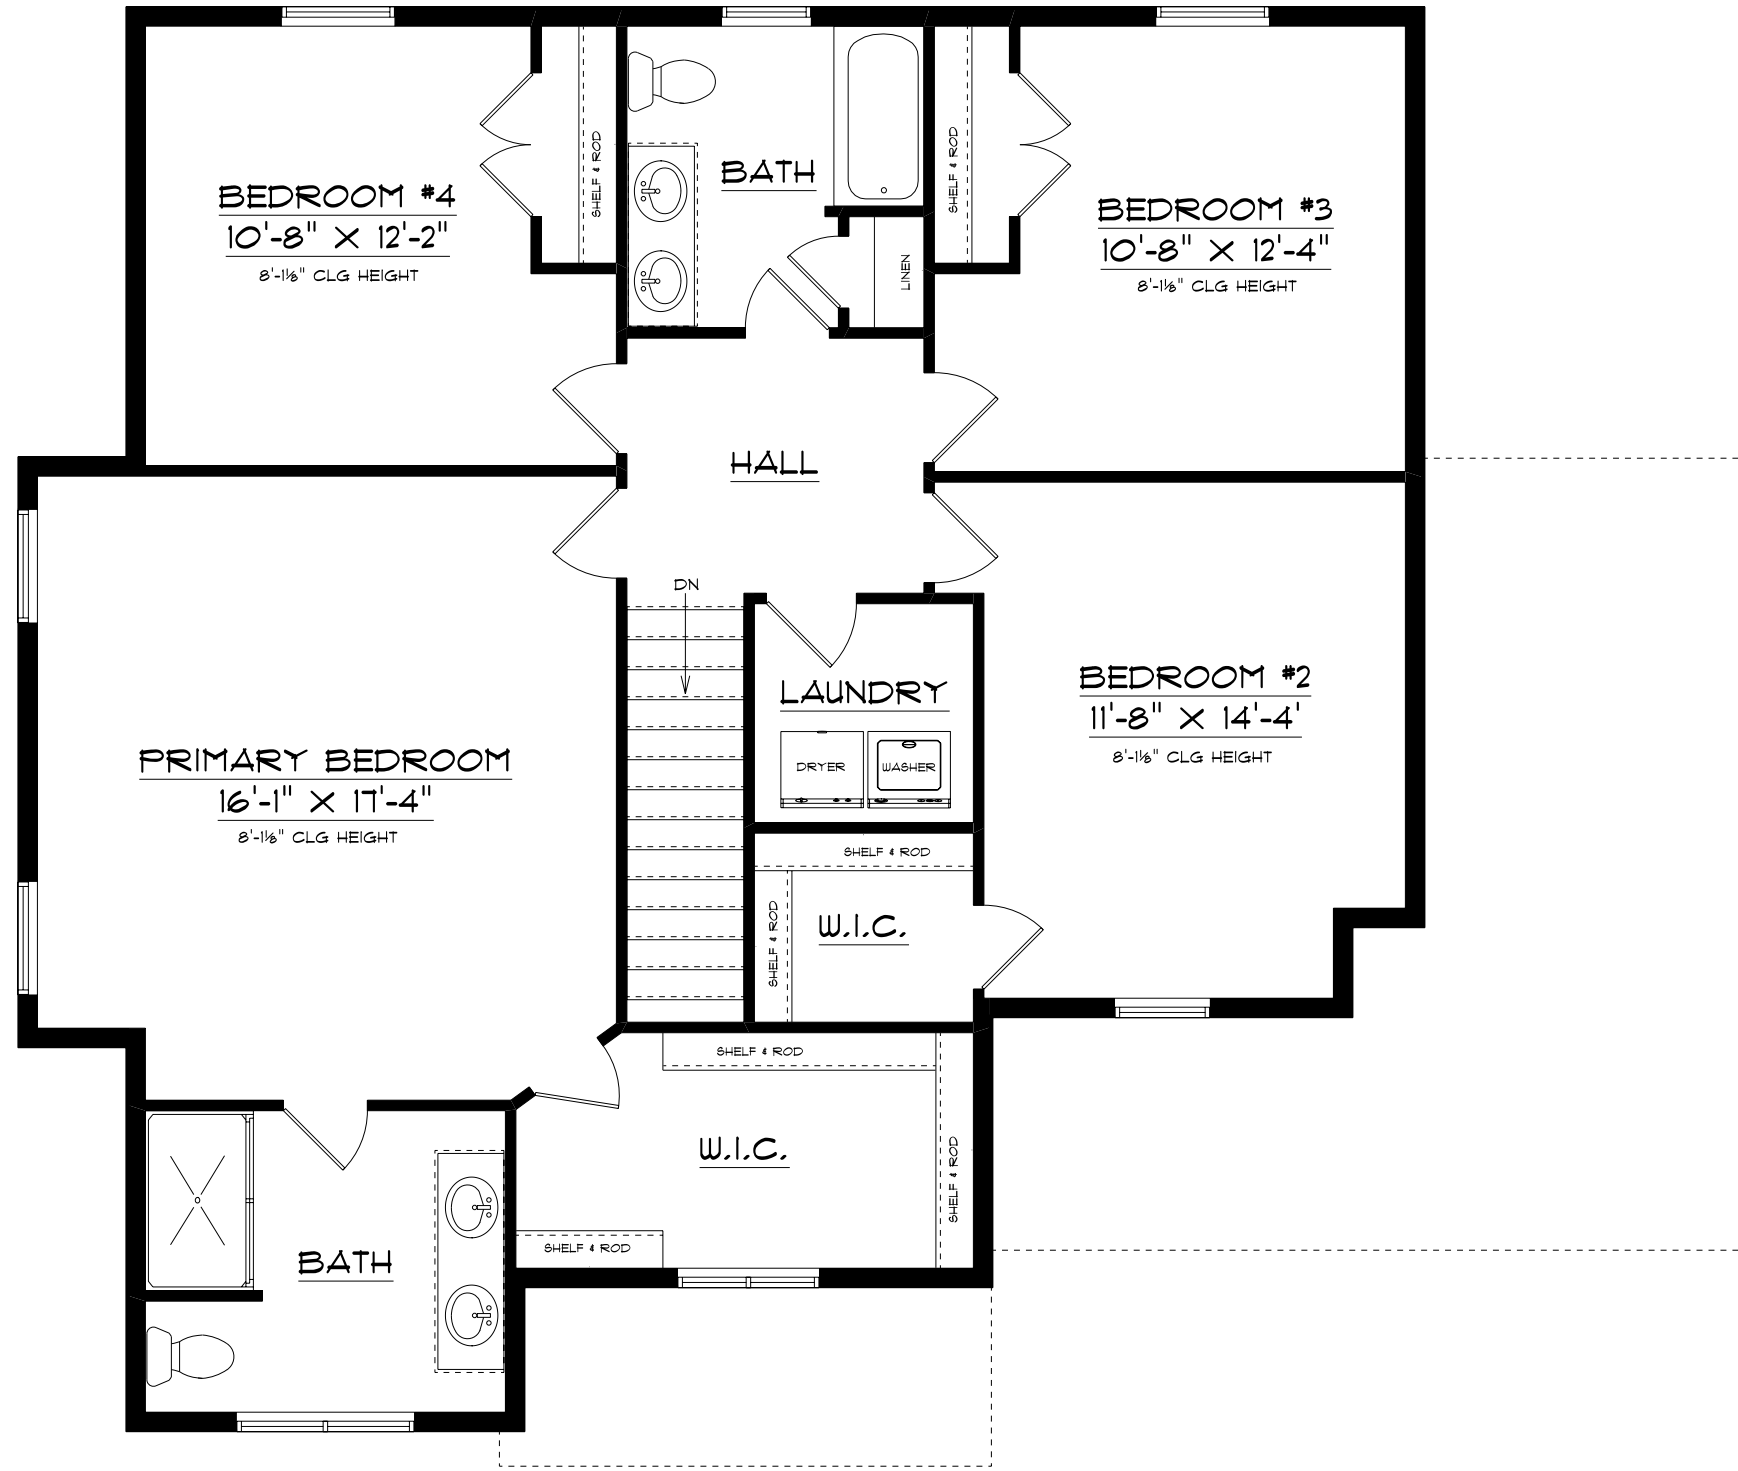 BEDROOM #4
10'-8" X 12'-2"
8'-1⅛" CLG HEIGHT
SHELF & ROD
BATH
LINEN
SHELF & ROD
BEDROOM #3
10'-8" X 12'-4"
8'-1⅛" CLG HEIGHT
HALL
DN
LAUNDRY
DRYER
WASHER
BEDROOM #2
11'-8" X 14'-4'
8'-1⅛" CLG HEIGHT
PRIMARY BEDROOM
16'-1" X 17'-4"
8'-1⅛" CLG HEIGHT
SHELF & ROD
SHELF & ROD
W.I.C.
SHELF & ROD
W.I.C.
SHELF & ROD
SHELF & ROD
BATH